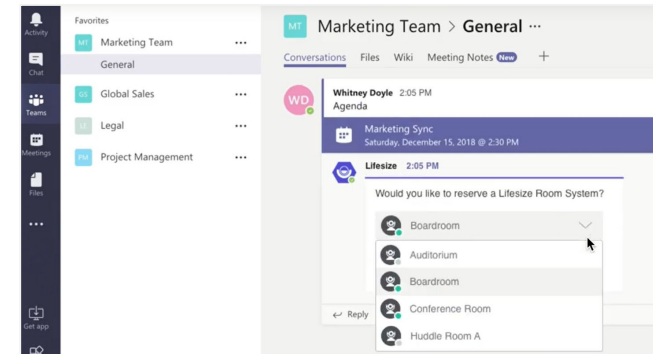 Activity
Chat
Teams
Meetings
Files
Get app
Favorites
MT Marketing Team
General
GS Global Sales
LE Legal
PM Project Management
MT Marketing Team > General
Conversations Files Wiki Meeting Notes New
WD Whitney Doyle 2:05 PM
Agenda
Marketing Sync
Saturday, December 15, 2018 @ 2:30 PM
Lifesize 2:05 PM
Would you like to reserve a Lifesize Room System?
Boardroom
Auditorium
Boardroom
Conference Room
Huddle Room A
Reply